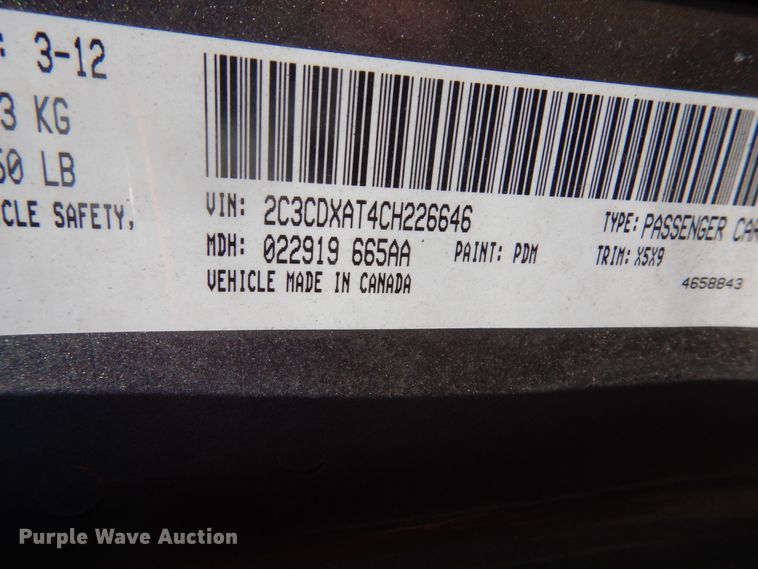 : 3-12
3 KG
50 LB
CLE SAFETY,
VIN: 2C3CDXAT4CH226646
TYPE: PASSENGER CAR
MDH: 022919 665AA
PAINT: PDM
TRIM: X5X9
VEHICLE MADE IN CANADA
4658843
Purple Wave Auction